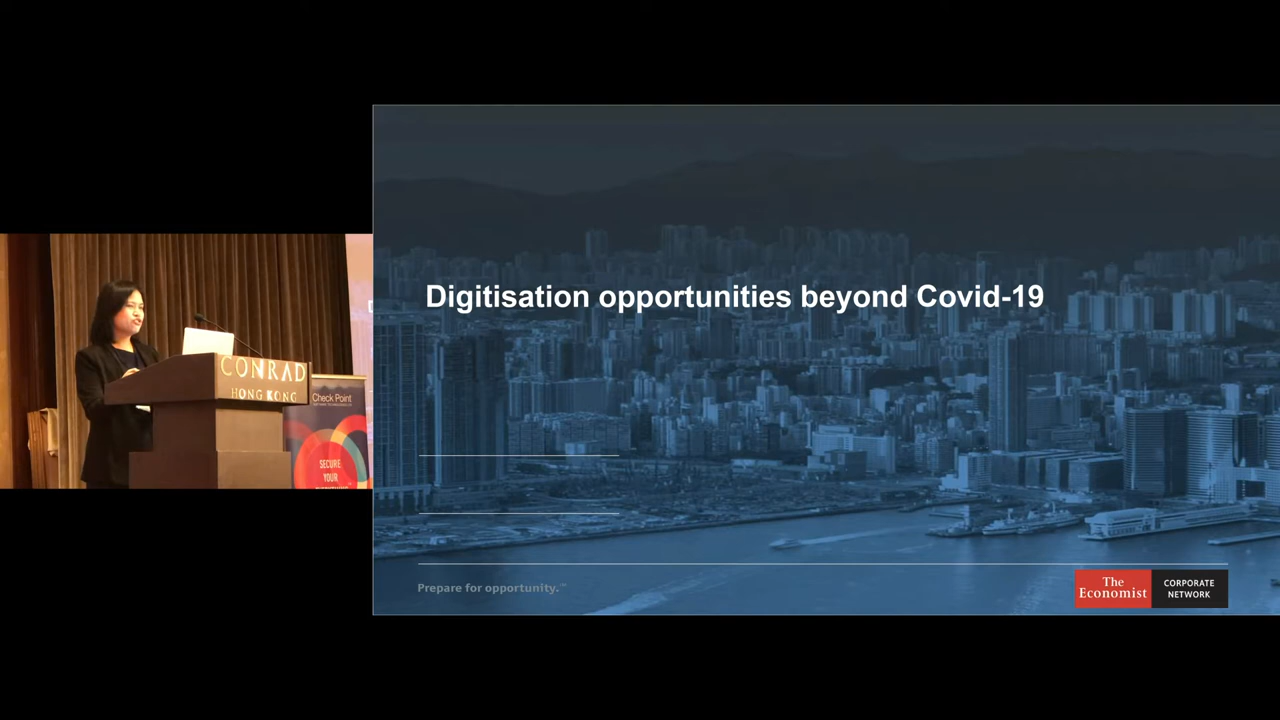 Digitisation opportunities beyond Covid-19
CONRAD
HONG KONG
Check Point
SECURE
YOUR
Prepare for opportunity.™
The
Economist
CORPORATE
NETWORK